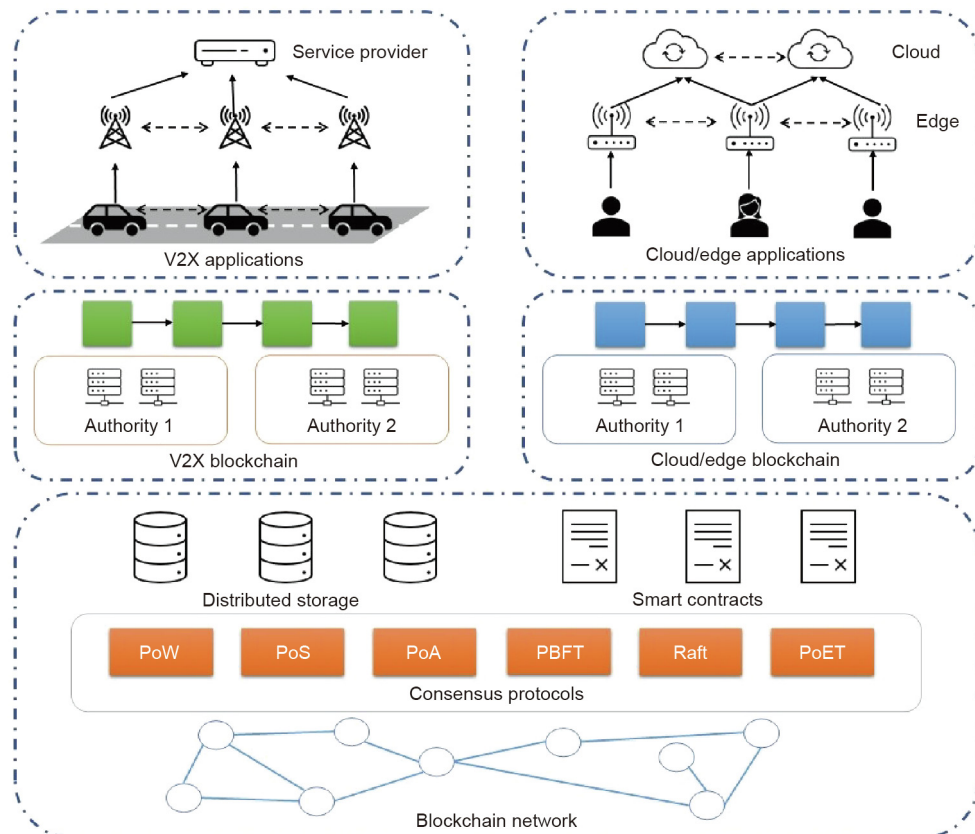 Service provider
V2X applications
Cloud
Edge
Cloud/edge applications
Authority 1
Authority 2
V2X blockchain
Authority 1
Authority 2
Cloud/edge blockchain
Distributed storage
Smart contracts
PoW
PoS
PoA
PBFT
Raft
PoET
Consensus protocols
Blockchain network